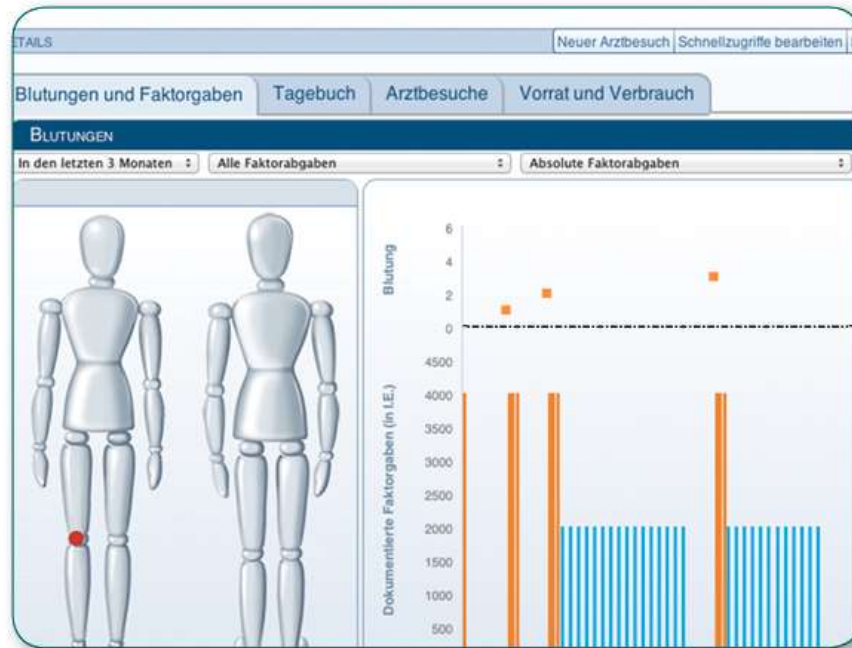 ETAILS
Neuer Arztbesuch Schnellzugriffe bearbeiten
Blutungen und Faktorgaben Tagebuch Arztbesuche Vorrat und Verbrauch
BLUTUNGEN
In den letzten 3 Monaten Alle Faktorabgaben Absolute Faktorabgaben
Blutung
6
4
2
0
Dokumentierte Faktorgaben (in I.E.)
4500
4000
3500
3000
2500
2000
1500
1000
500